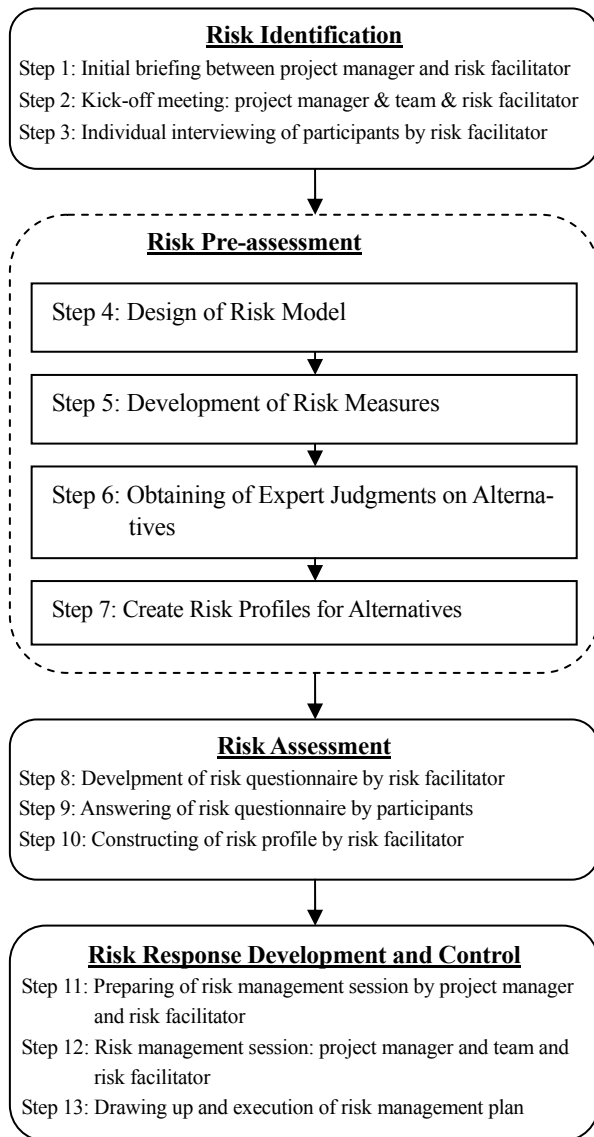 Risk Identification
Step 1: Initial briefing between project manager and risk facilitator
Step 2: Kick-off meeting: project manager & team & risk facilitator
Step 3: Individual interviewing of participants by risk facilitator
Risk Pre-assessment
Step 4: Design of Risk Model
Step 5: Development of Risk Measures
Step 6: Obtaining of Expert Judgments on Alterna-
tives
Step 7: Create Risk Profiles for Alternatives
Risk Assessment
Step 8: Develpment of risk questionnaire by risk facilitator
Step 9: Answering of risk questionnaire by participants
Step 10: Constructing of risk profile by risk facilitator
Risk Response Development and Control
Step 11: Preparing of risk management session by project manager
and risk facilitator
Step 12: Risk management session: project manager and team and
risk facilitator
Step 13: Drawing up and execution of risk management plan